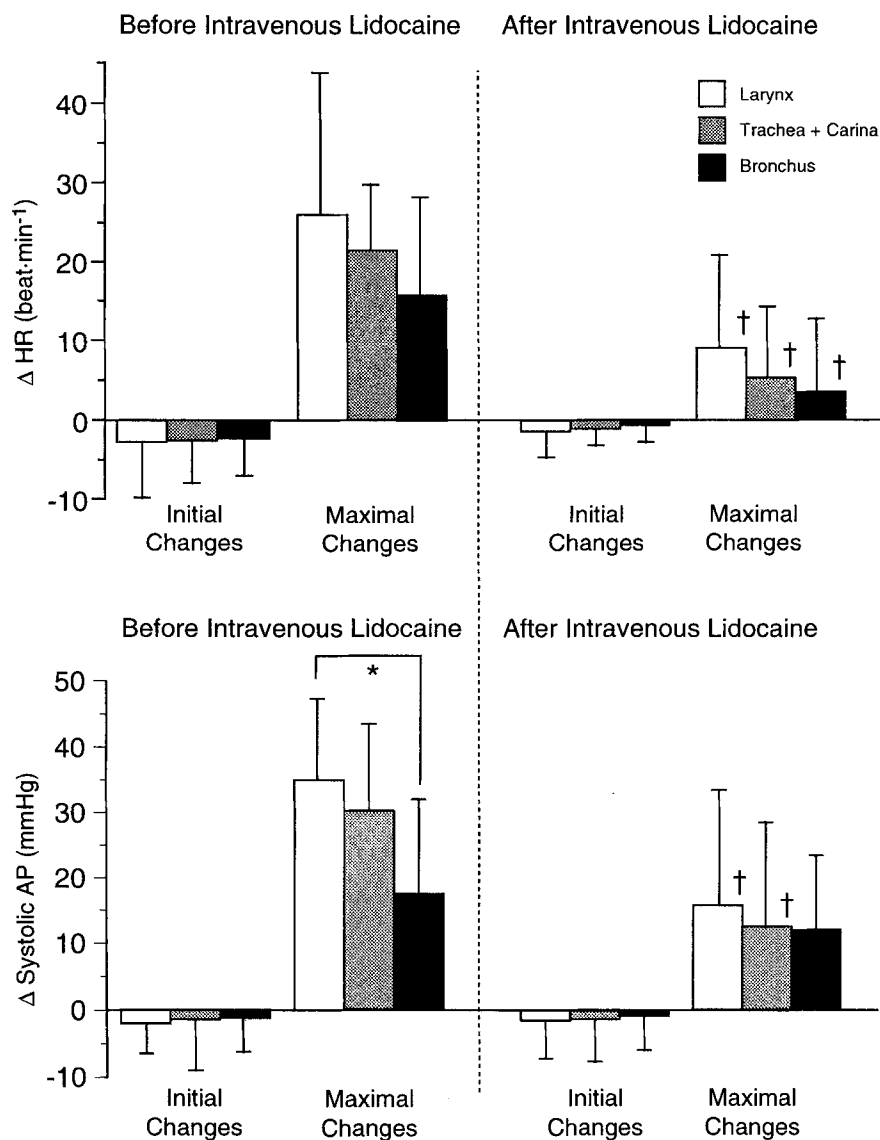 Before Intravenous Lidocaine
After Intravenous Lidocaine
Δ HR (beat·min⁻¹)
40
30
20
10
0
-10
Larynx
Trachea + Carina
Bronchus
†
†
†
Initial
Changes
Maximal
Changes
Initial
Changes
Maximal
Changes
Before Intravenous Lidocaine
After Intravenous Lidocaine
Δ Systolic AP (mmHg)
50
40
30
20
10
0
-10
*
†
†
Initial
Changes
Maximal
Changes
Initial
Changes
Maximal
Changes